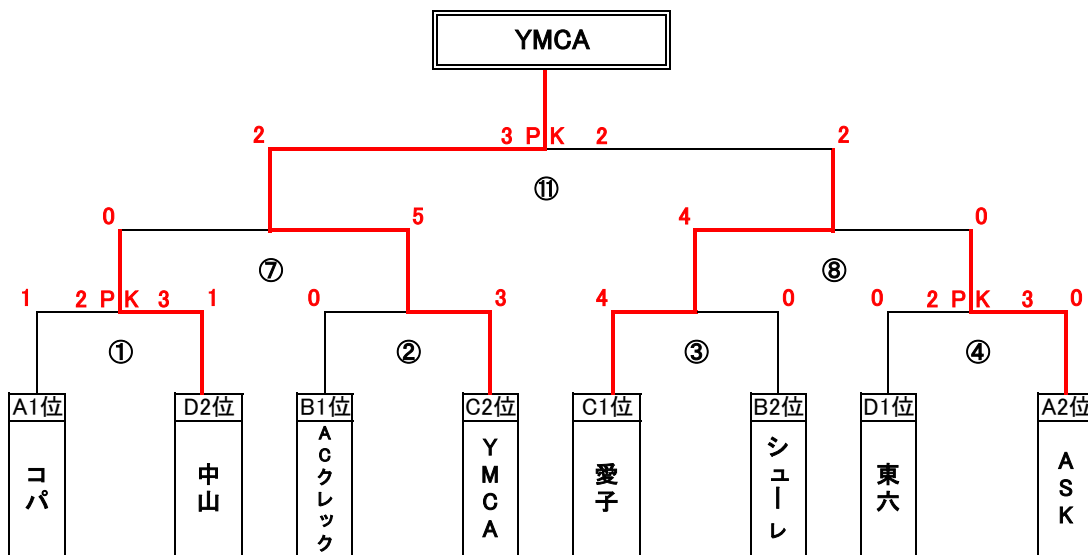 YMCA
2 3 PK 2 2
⑪
0 5 4 0
⑦ ⑧
1 2 PK 3 1 0 3 4 0 0 2 PK 3 0
① ② ③ ④
A1位 D2位 B1位 C2位 C1位 B2位 D1位 A2位
コパ
中山
ACクレック
YMCA
愛子
シューレ
東六
ASK